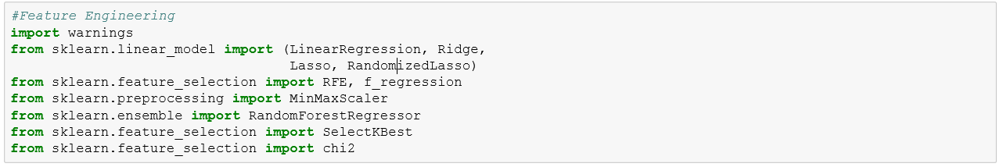 #Feature Engineering
import warnings
from sklearn.linear_model import (LinearRegression, Ridge,
                                  Lasso, RandomizedLasso)
from sklearn.feature_selection import RFE, f_regression
from sklearn.preprocessing import MinMaxScaler
from sklearn.ensemble import RandomForestRegressor
from sklearn.feature_selection import SelectKBest
from sklearn.feature_selection import chi2